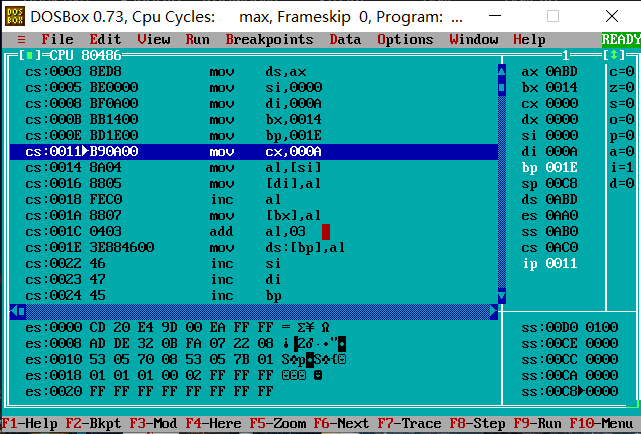 DOSBox 0.73, Cpu Cycles: max, Frameskip 0, Program: ...
≡ File Edit View Run Breakpoints Data Options Window Help READY
[■]=CPU 80486 1 [↕]
cs:0003 8ED8 mov ds,ax
cs:0005 BE0000 mov si,0000
cs:0008 BF0A00 mov di,000A
cs:000B BB1400 mov bx,0014
cs:000E BD1E00 mov bp,001E
cs:0011►B90A00 mov cx,000A
cs:0014 8A04 mov al,[si]
cs:0016 8805 mov [di],al
cs:0018 FEC0 inc al
cs:001A 8807 mov [bx],al
cs:001C 0403 add al,03
cs:001E 3E884600 mov ds:[bp],al
cs:0022 46 inc si
cs:0023 47 inc di
cs:0024 45 inc bp
ax 0ABD c=0
bx 0014 z=0
cx 0000 s=0
dx 0000 o=0
si 0000 p=0
di 000A a=0
bp 001E i=1
sp 00C8 d=0
ds 0ABD
es 0AA0
ss 0AB0
cs 0AC0
ip 0011
es:0000 CD 20 E4 9D 00 EA FF FF = Σ¥ Ω
es:0008 AD DE 32 0B FA 07 22 08
es:0010 53 05 70 08 53 05 7B 01 S♣p◘S♣{☺
es:0018 01 01 01 00 02 FF FF FF ☺☺☺ ☻
es:0020 FF FF FF FF FF FF FF FF
ss:00D0 0100
ss:00CE 0000
ss:00CC 0000
ss:00CA 0000
ss:00C8►0000
F1-Help F2-Bkpt F3-Mod F4-Here F5-Zoom F6-Next F7-Trace F8-Step F9-Run F10-Menu